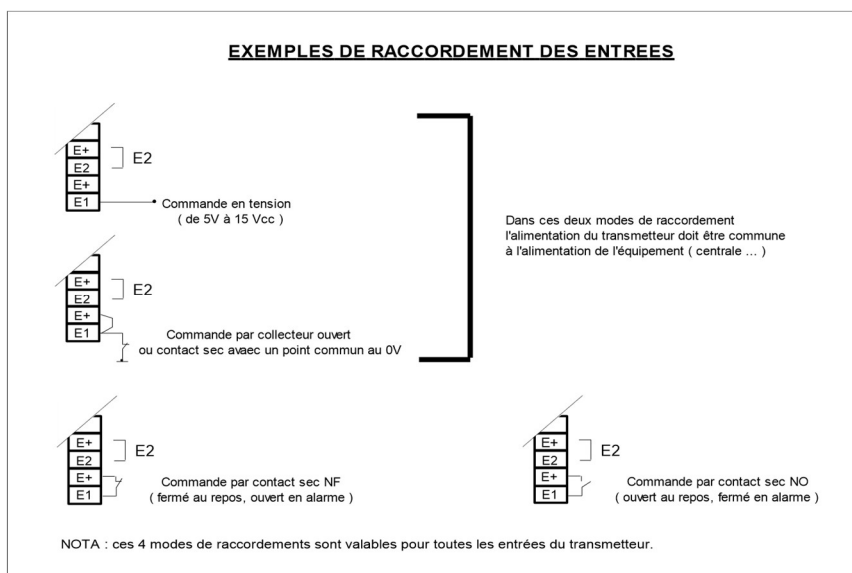 EXEMPLES DE RACCORDEMENT DES ENTREES
E+
E2
E+
E1
E2
Commande en tension
( de 5V à 15 Vcc )
Dans ces deux modes de raccordement
l'alimentation du transmetteur doit être commune
à l'alimentation de l'équipement ( centrale ... )
E+
E2
E+
E1
E2
Commande par collecteur ouvert
ou contact sec avaec un point commun au 0V
E+
E2
E+
E1
E2
Commande par contact sec NF
( fermé au repos, ouvert en alarme )
E+
E2
E+
E1
E2
Commande par contact sec NO
( ouvert au repos, fermé en alarme )
NOTA : ces 4 modes de raccordements sont valables pour toutes les entrées du transmetteur.